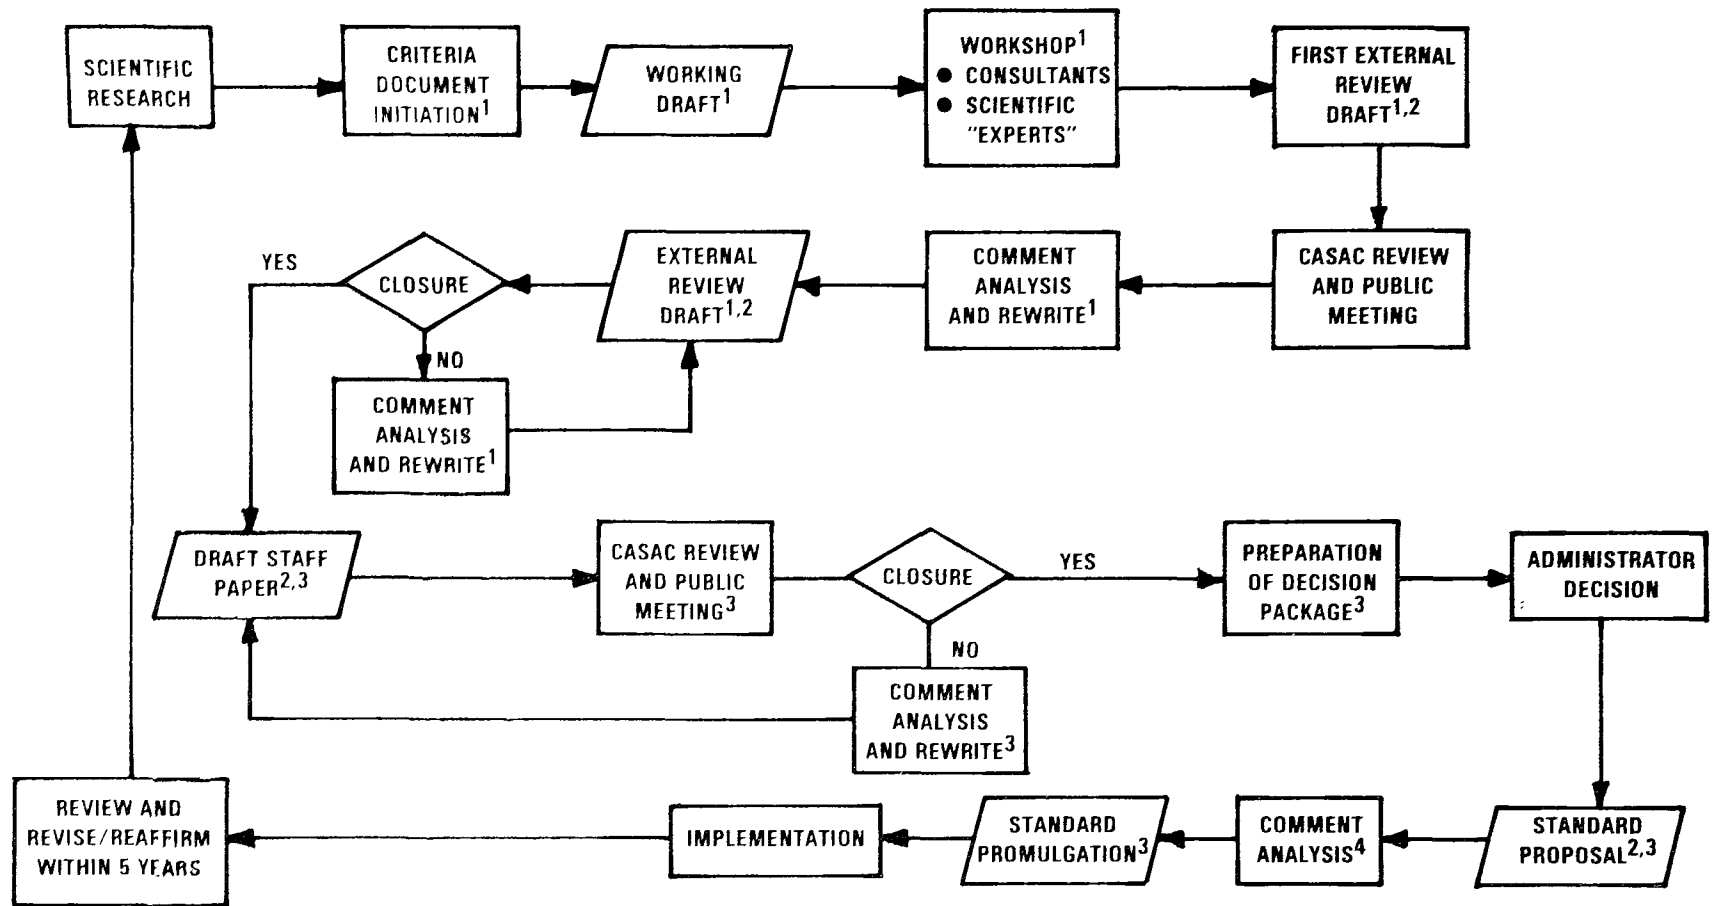 SCIENTIFIC
RESEARCH
CRITERIA
DOCUMENT
INITIATION1
WORKING
DRAFT1
WORKSHOP1
● CONSULTANTS
● SCIENTIFIC
"EXPERTS"
FIRST EXTERNAL
REVIEW
DRAFT1,2
YES
CLOSURE
NO
EXTERNAL
REVIEW
DRAFT1,2
COMMENT
ANALYSIS
AND REWRITE1
CASAC REVIEW
AND PUBLIC
MEETING
COMMENT
ANALYSIS
AND REWRITE1
DRAFT STAFF
PAPER2,3
CASAC REVIEW
AND PUBLIC
MEETING3
CLOSURE
YES
NO
PREPARATION
OF DECISION
PACKAGE3
ADMINISTRATOR
DECISION
COMMENT
ANALYSIS
AND REWRITE3
REVIEW AND
REVISE/REAFFIRM
WITHIN 5 YEARS
IMPLEMENTATION
STANDARD
PROMULGATION3
COMMENT
ANALYSIS4
STANDARD
PROPOSAL2,3